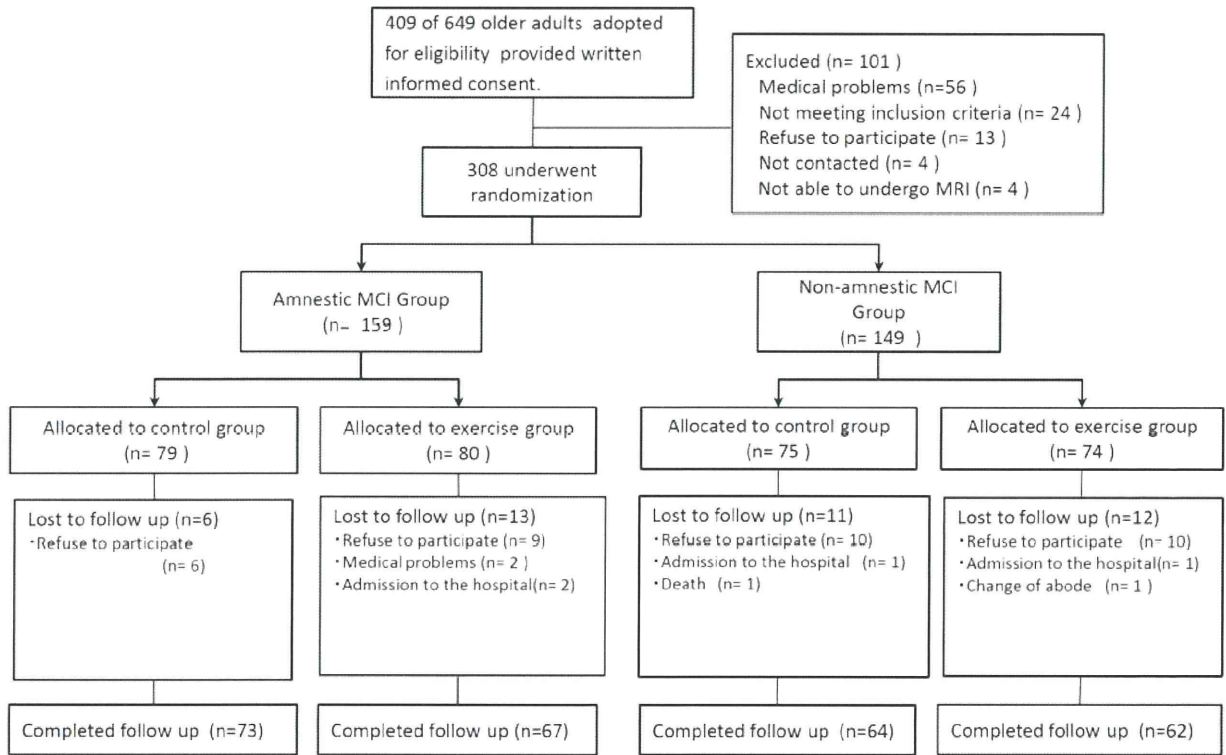 409 of 649 older adults adopted
for eligibility provided written
informed consent.
Excluded (n= 101 )
Medical problems (n=56 )
Not meeting inclusion criteria (n= 24 )
Refuse to participate (n= 13 )
Not contacted (n= 4 )
Not able to undergo MRI (n= 4 )
308 underwent
randomization
Amnestic MCI Group
(n= 159 )
Non-amnestic MCI
Group
(n= 149 )
Allocated to control group
(n= 79 )
Allocated to exercise group
(n= 80 )
Allocated to control group
(n= 75 )
Allocated to exercise group
(n= 74 )
Lost to follow up (n=6)
・Refuse to participate
(n= 6)
Lost to follow up (n=13)
・Refuse to participate (n= 9)
・Medical problems (n= 2 )
・Admission to the hospital(n= 2)
Lost to follow up (n=11)
・Refuse to participate (n= 10)
・Admission to the hospital (n= 1)
・Death (n= 1)
Lost to follow up (n=12)
・Refuse to participate (n= 10)
・Admission to the hospital(n= 1)
・Change of abode (n= 1 )
Completed follow up (n=73)
Completed follow up (n=67)
Completed follow up (n=64)
Completed follow up (n=62)